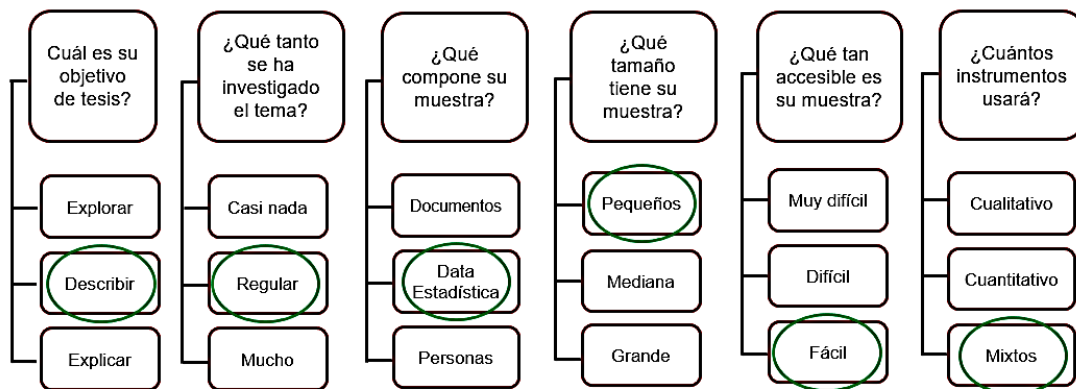 Cuál es su
objetivo
de tesis?
Explorar
Describir
Explicar
¿Qué tanto
se ha
investigado
el tema?
Casi nada
Regular
Mucho
¿Qué
compone su
muestra?
Documentos
Data
Estadística
Personas
¿Qué
tamaño
tiene su
muestra?
Pequeños
Mediana
Grande
¿Qué tan
accesible es
su muestra?
Muy difícil
Difícil
Fácil
¿Cuántos
instrumentos
usará?
Cualitativo
Cuantitativo
Mixtos